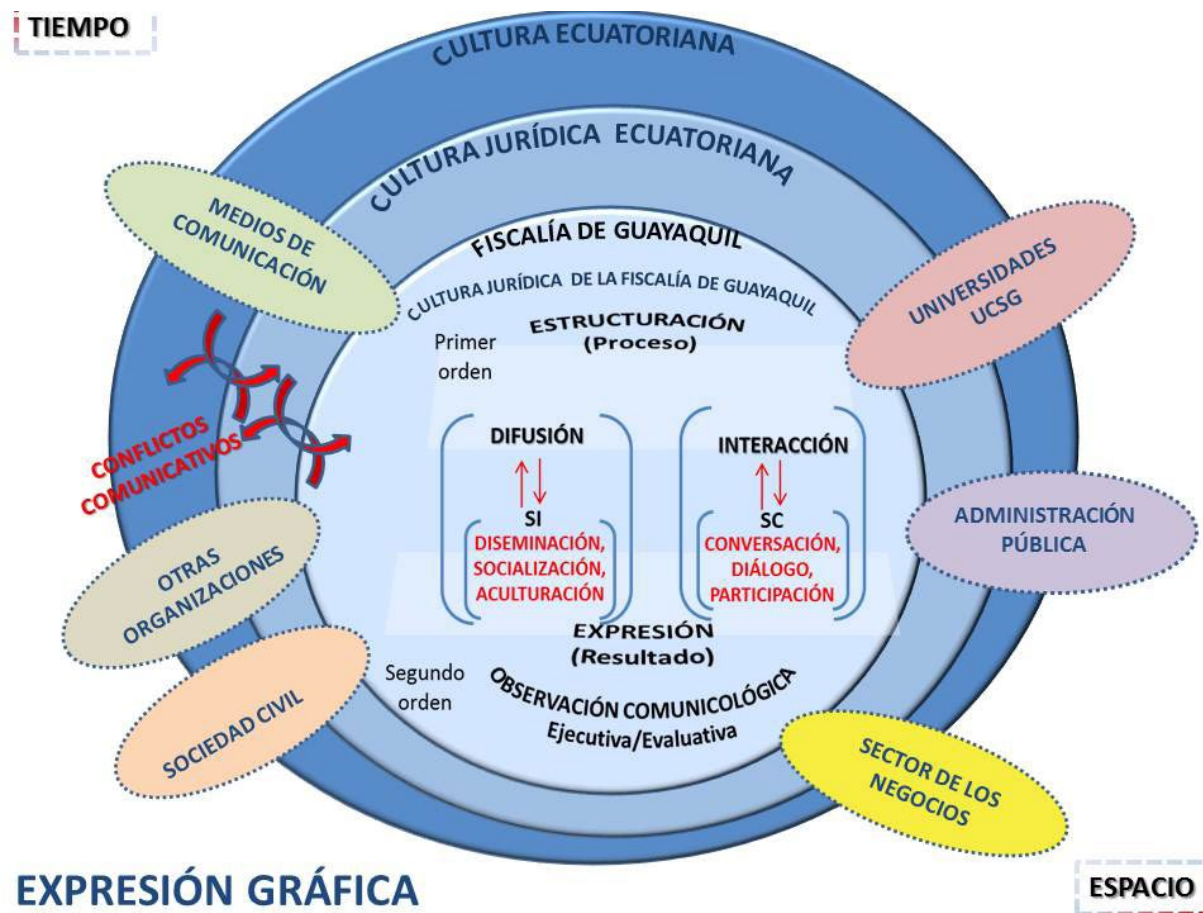 TIEMPO
CULTURA ECUATORIANA
CULTURA JURÍDICA ECUATORIANA
MEDIOS DE
COMUNICACIÓN
FISCALÍA DE GUAYAQUIL
CULTURA JURÍDICA DE LA FISCALÍA DE GUAYAQUIL
UNIVERSIDADES
UCSG
ESTRUCTURACIÓN
(Proceso)
Primer
orden
CONFLICTOS
COMUNICATIVOS
DIFUSIÓN
INTERACCIÓN
SI
SC
DISEMINACIÓN,
SOCIALIZACIÓN,
ACULTURACIÓN
CONVERSACIÓN,
DIÁLOGO,
PARTICIPACIÓN
ADMINISTRACIÓN
PÚBLICA
OTRAS
ORGANIZACIONES
EXPRESIÓN
(Resultado)
Segundo
orden
OBSERVACIÓN COMUNICOLÓGICA
Ejecutiva/Evaluativa
SOCIEDAD CIVIL
SECTOR DE LOS
NEGOCIOS
EXPRESIÓN GRÁFICA
ESPACIO